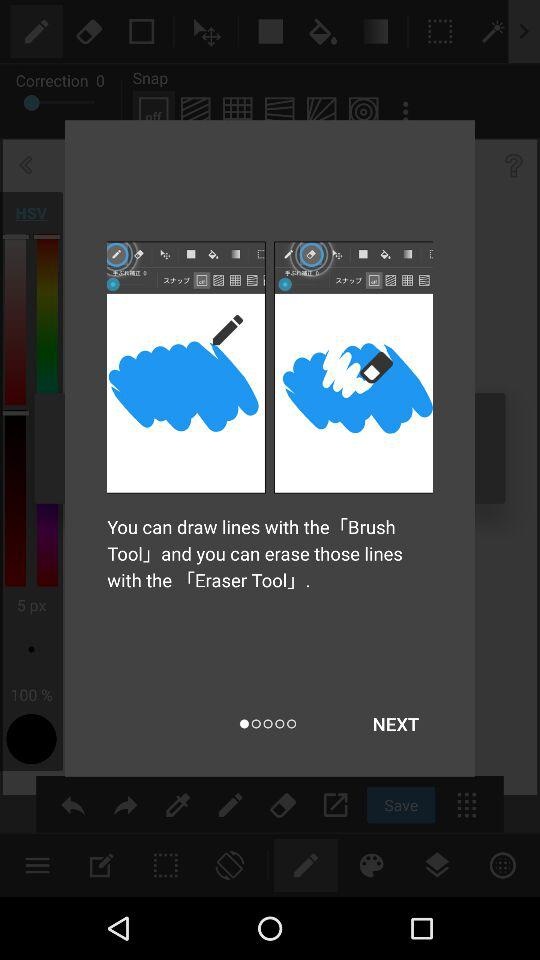 Correction 0
Snap
off
HSV
手ぶれ補正 0
スナップ
off
手ぶれ補正 0
スナップ
off
You can draw lines with the「Brush
Tool」and you can erase those lines
with the 「Eraser Tool」.
5 px
100 %
NEXT
Save